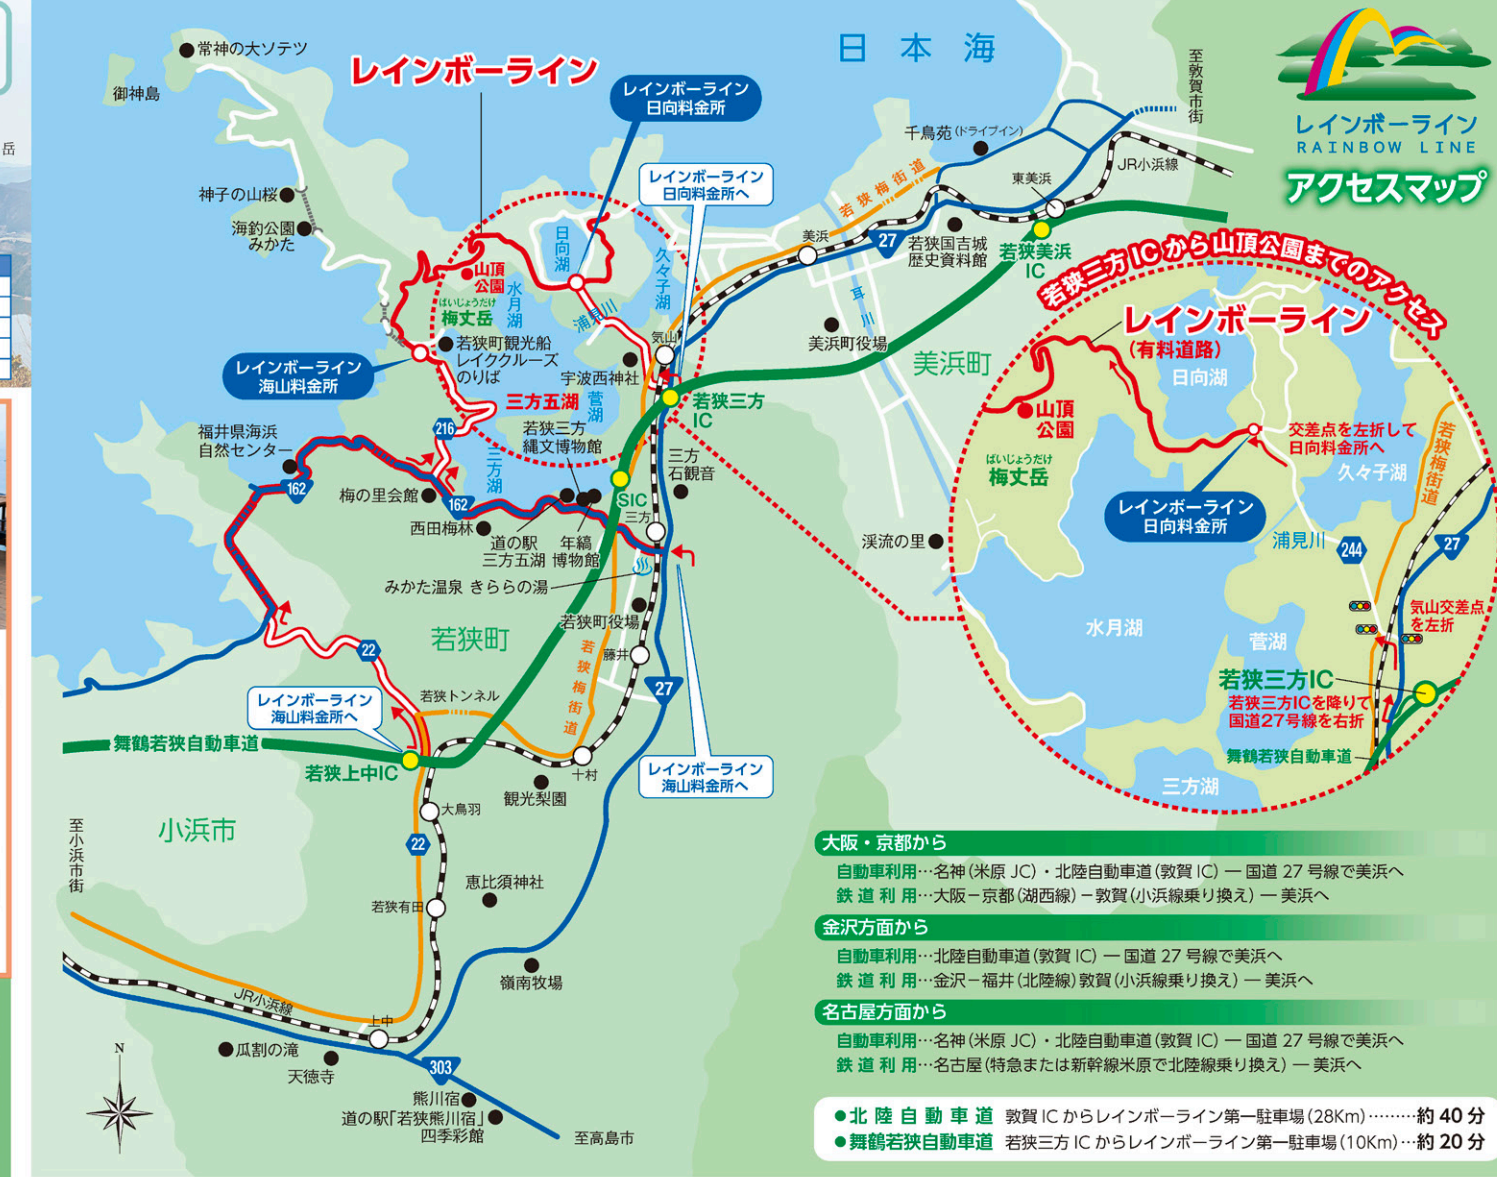 岳
常神の大ソテツ
御神島
レインボーライン
レインボーライン
日向料金所
日本海
至敦賀市街
レインボーライン
RAINBOW LINE
アクセスマップ
神子の山桜
海釣公園
みかた
レインボーライン
日向料金所へ
千鳥苑(ドライブイン)
若狭梅街道
東美浜
JR小浜線
美浜
27
若狭国吉城
歴史資料館
若狭美浜
IC
日向湖
久々子湖
山頂
公園
ばいじょうだけ
梅丈岳
水月湖
浦見川
気山
耳川
美浜町役場
美浜町
若狭町観光船
レイククルーズ
のりば
宇波西神社
レインボーライン
海山料金所
三方五湖
菅湖
若狭三方
IC
若狭三方
縄文博物館
216
福井県海浜
自然センター
三方湖
三方
石観音
162
梅の里会館
162
SIC
西田梅林
三方
道の駅
三方五湖
年縞
博物館
渓流の里
みかた温泉 きららの湯
若狭町役場
若狭町
22
藤井
若狭梅街道
27
若狭トンネル
レインボーライン
海山料金所へ
舞鶴若狭自動車道
若狭上中IC
レインボーライン
海山料金所へ
十村
観光梨園
大鳥羽
小浜市
至小浜市街
22
恵比須神社
若狭有田
嶺南牧場
JR小浜線
上中
瓜割の滝
天徳寺
303
熊川宿
道の駅「若狭熊川宿」
四季彩館
至高島市
N
若狭三方ICから山頂公園までのアクセス
レインボーライン
(有料道路)
日向湖
山頂
公園
ばいじょうだけ
梅丈岳
交差点を左折して
日向料金所へ
久々子湖
若狭梅街道
レインボーライン
日向料金所
浦見川
244
27
気山交差点
を左折
水月湖
菅湖
若狭三方IC
若狭三方ICを降りて
国道27号線を右折
舞鶴若狭自動車道
三方湖
大阪・京都から
自動車利用…名神(米原JC)・北陸自動車道(敦賀IC) ― 国道27号線で美浜へ
鉄道利用…大阪－京都(湖西線)－敦賀(小浜線乗り換え) ― 美浜へ
金沢方面から
自動車利用…北陸自動車道(敦賀IC) ― 国道27号線で美浜へ
鉄道利用…金沢－福井(北陸線)敦賀(小浜線乗り換え) ― 美浜へ
名古屋方面から
自動車利用…名神(米原JC)・北陸自動車道(敦賀IC) ― 国道27号線で美浜へ
鉄道利用…名古屋(特急または新幹線米原で北陸線乗り換え) ― 美浜へ
●北陸自動車道 敦賀ICからレインボーライン第一駐車場(28Km)………約40分
●舞鶴若狭自動車道 若狭三方ICからレインボーライン第一駐車場(10Km)…約20分